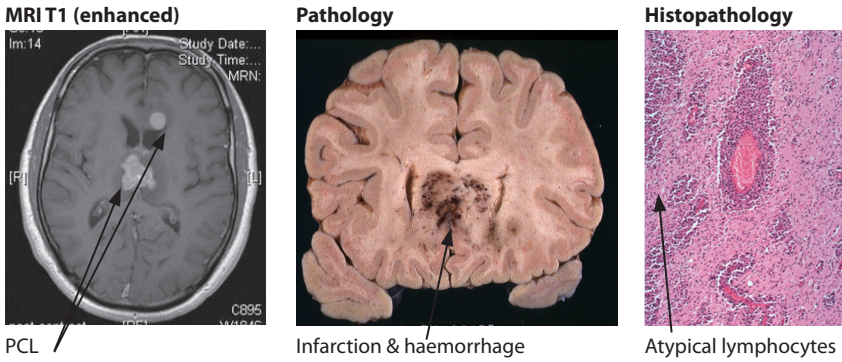 MRI T1 (enhanced)
Pathology
Histopathology
Im:14
Study Date:...
Study Time:...
MRN:
[R]
[L]
C895
PCL
Infarction & haemorrhage
Atypical lymphocytes